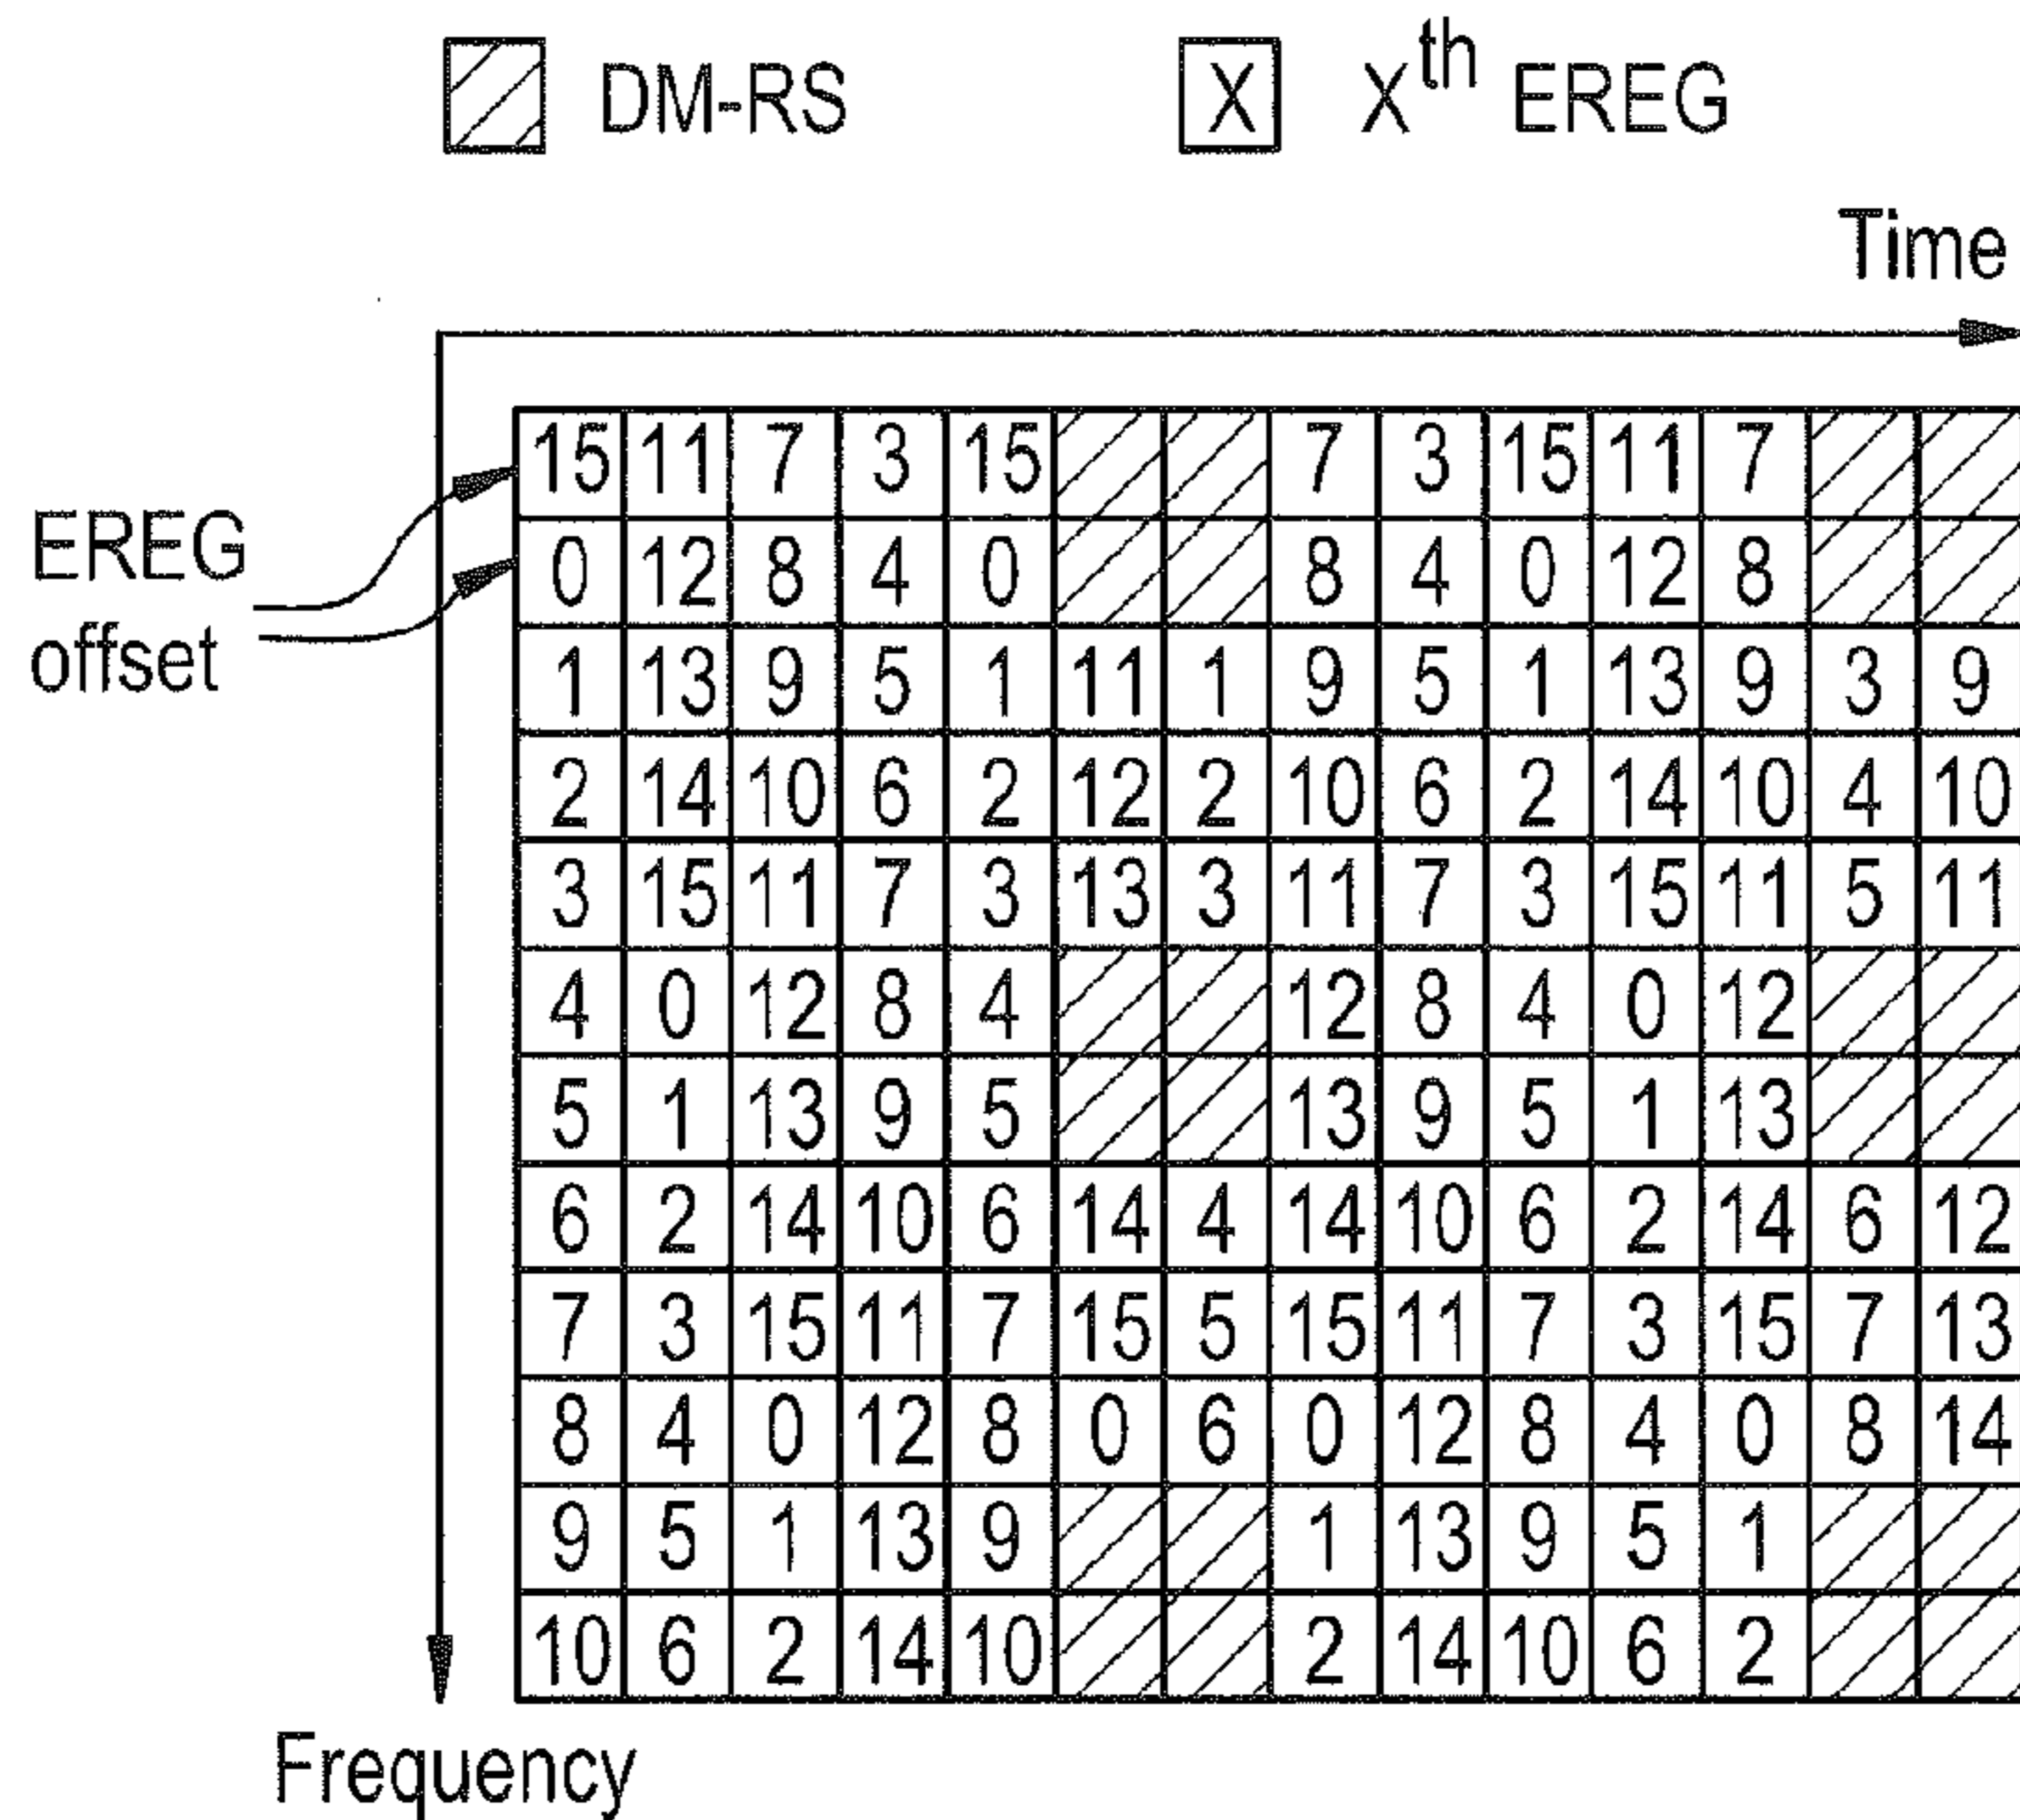 DM-RS
X Xth EREG
Time
EREG
offset
15 11 7 3 15 7 3 15 11 7
0 12 8 4 0 8 4 0 12 8
1 13 9 5 1 11 1 9 5 1 13 9 3 9
2 14 10 6 2 12 2 10 6 2 14 10 4 10
3 15 11 7 3 13 3 11 7 3 15 11 5 11
4 0 12 8 4 12 8 4 0 12
5 1 13 9 5 13 9 5 1 13
6 2 14 10 6 14 4 14 10 6 2 14 6 12
7 3 15 11 7 15 5 15 11 7 3 15 7 13
8 4 0 12 8 0 6 0 12 8 4 0 8 14
9 5 1 13 9 1 13 9 5 1
10 6 2 14 10 2 14 10 6 2
Frequency